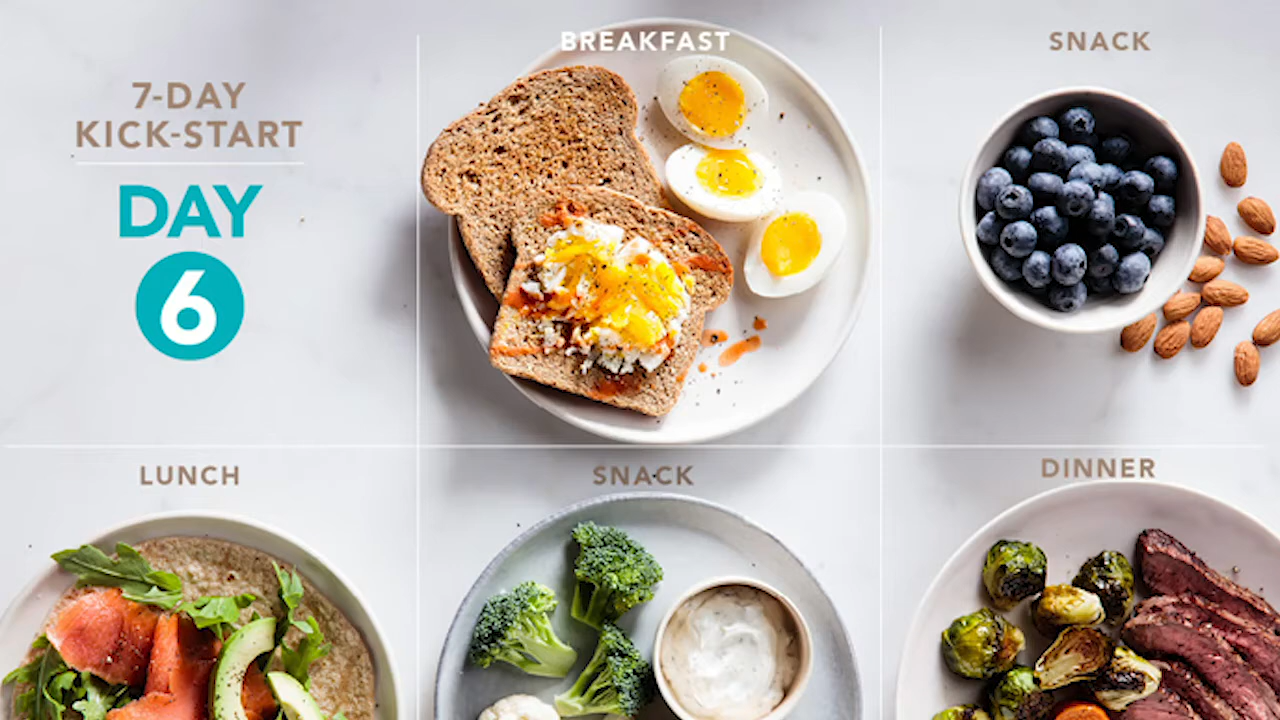 7-DAY
KICK-START
DAY
6
BREAKFAST
SNACK
LUNCH
SNACK
DINNER